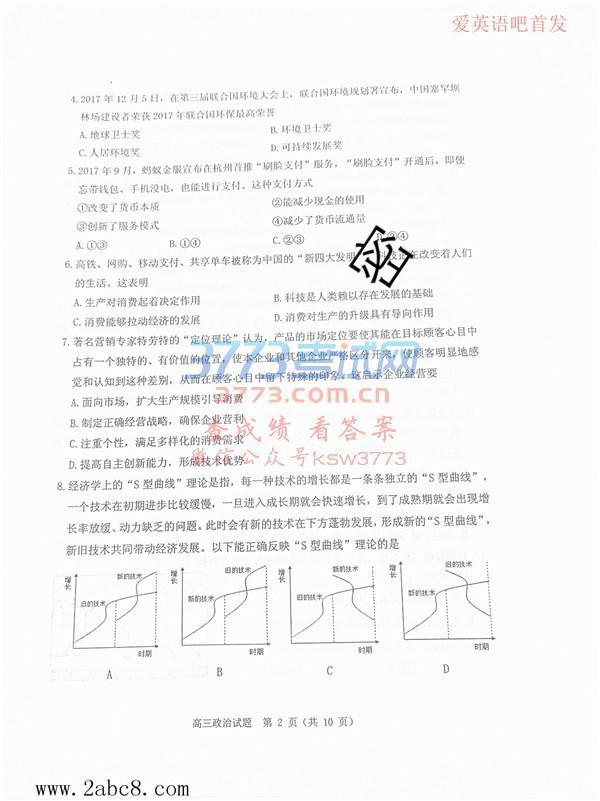 爱英语吧首发
4.2017 年 12 月 5 日，在第三届联合国环境大会上，联合国环境规划署宣布，中国塞罕坝
林场建设者荣获 2017 年联合国环保最高荣誉
A.地球卫士奖 B.环境卫士奖
C.人居环境奖 D.可持续发展奖
5.2017 年 9 月，蚂蚁金服宣布在杭州首推“刷脸支付”服务，“刷脸支付”开通后，即便
忘带钱包、手机没电，也能进行支付。这种支付方式
①改变了货币本质 ②能减少现金的使用
③创新了服务模式 ④减少了货币流通量
A.①③ B.①④ C.②③ D.②④
密
6.高铁、网购、移动支付、共享单车被称为中国的“新四大发明” 在改变着人们
的生活。这表明
A.生产对消费起着决定作用 B.科技是人类赖以存在发展的基础
C.消费能够拉动经济的发展 D.消费对生产的升级具有导向作用
7.著名营销专家特劳特的“定位理论”认为，产品的市场定位要使其能在目标顾客心目中
占有一个独特的、有价值的位置，使本企业和其他企业严格区分开来，使顾客明显地感
觉和认知到这种差别，从而在顾客心目中留下特殊的印象。这启示企业经营要
3773考试网
3773.com.cn
A.面向市场，扩大生产规模引导消费
B.制定正确经营战略，确保企业营利
查成绩 看答案
C.注重个性，满足多样化的消费需求
微信公众号ksw3773
D.提高自主创新能力，形成技术优势
8.经济学上的“S 型曲线”理论是指，每一种技术的增长都是一条条独立的“S 型曲线”，
一个技术在初期进步比较缓慢，一旦进入成长期就会快速增长，到了成熟期就会出现增
长率放缓、动力缺乏的问题。此时会有新的技术在下方蓬勃发展，形成新的“S 型曲线”，
新旧技术共同带动经济发展。以下能正确反映“S 型曲线”理论的是
增长 新的技术 旧的技术 时期
增长 旧的技术 新的技术 时期
增长 新的技术 旧的技术 时期
增长 旧的技术 新的技术 时期
A B C D
高三政治试题 第 2 页（共 10 页）
www.2abc8.com